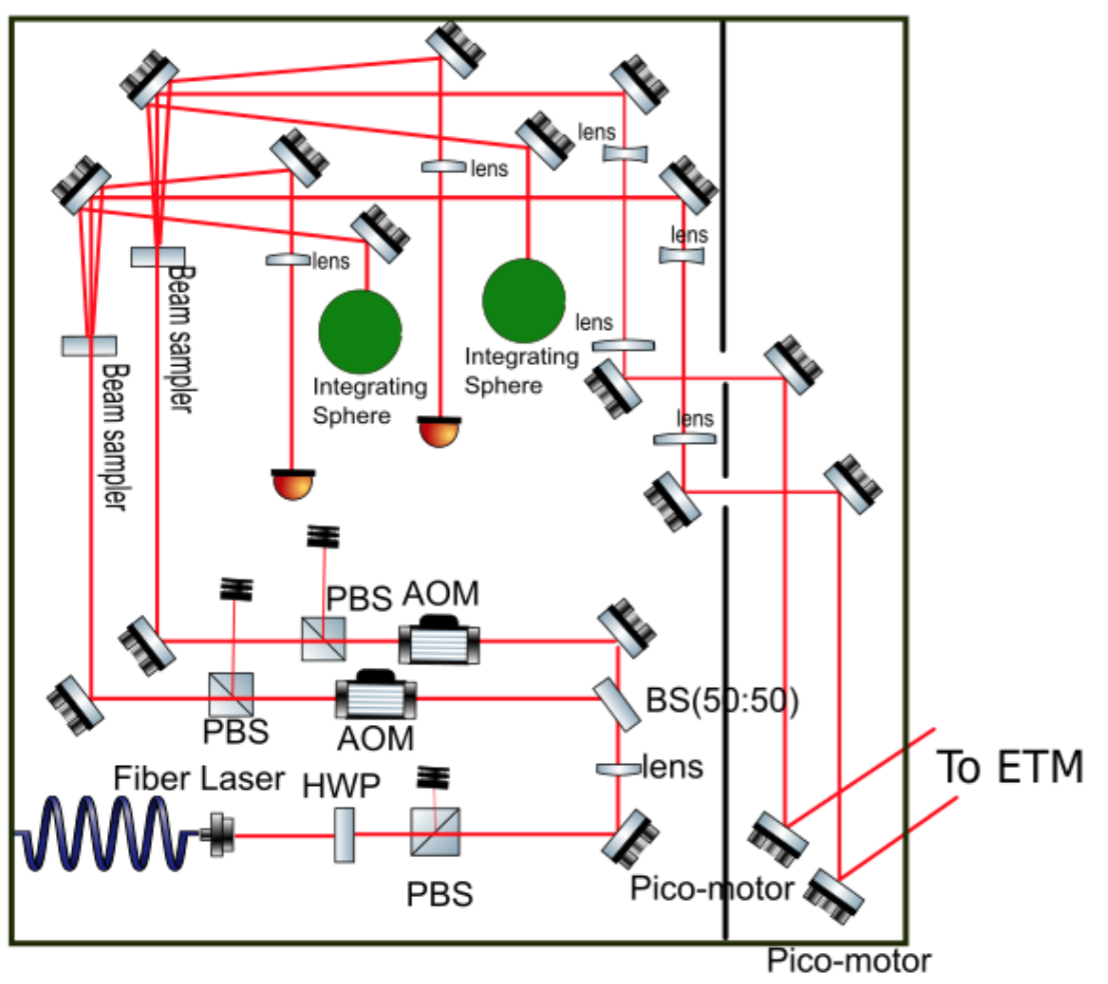 lens
lens
lens
lens
lens
Integrating
Sphere
Integrating
Sphere
Beam sampler
Beam sampler
lens
PBS
AOM
BS(50:50)
PBS
AOM
Fiber Laser
HWP
lens
To ETM
PBS
Pico-motor
Pico-motor